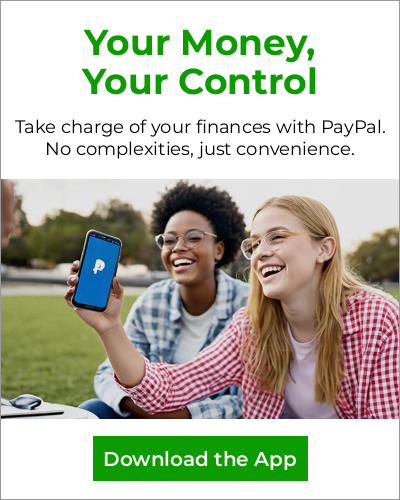 Your Money,
Your Control
Take charge of your finances with PayPal.
No complexities, just convenience.
Download the App